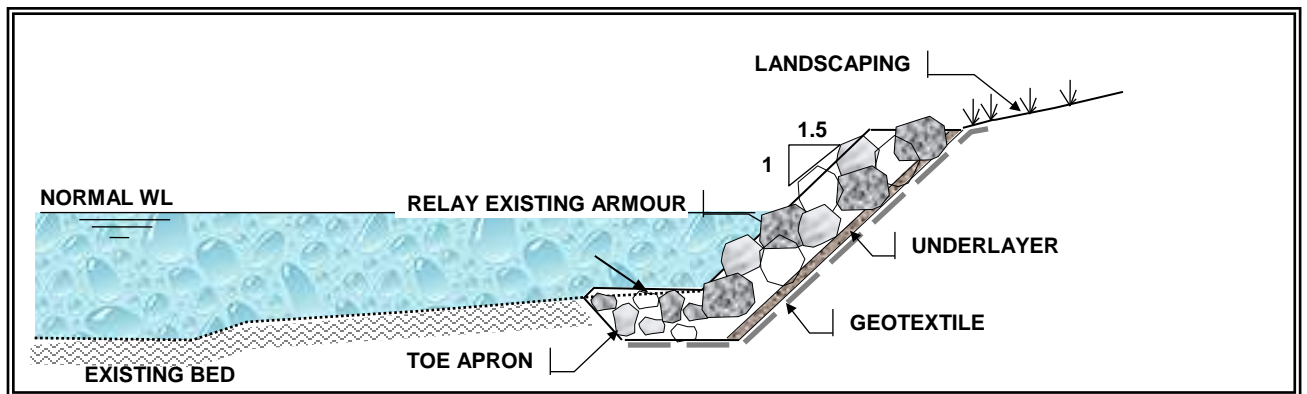 LANDSCAPING
1.5
1
NORMAL WL
RELAY EXISTING ARMOUR
UNDERLAYER
GEOTEXTILE
TOE APRON
EXISTING BED